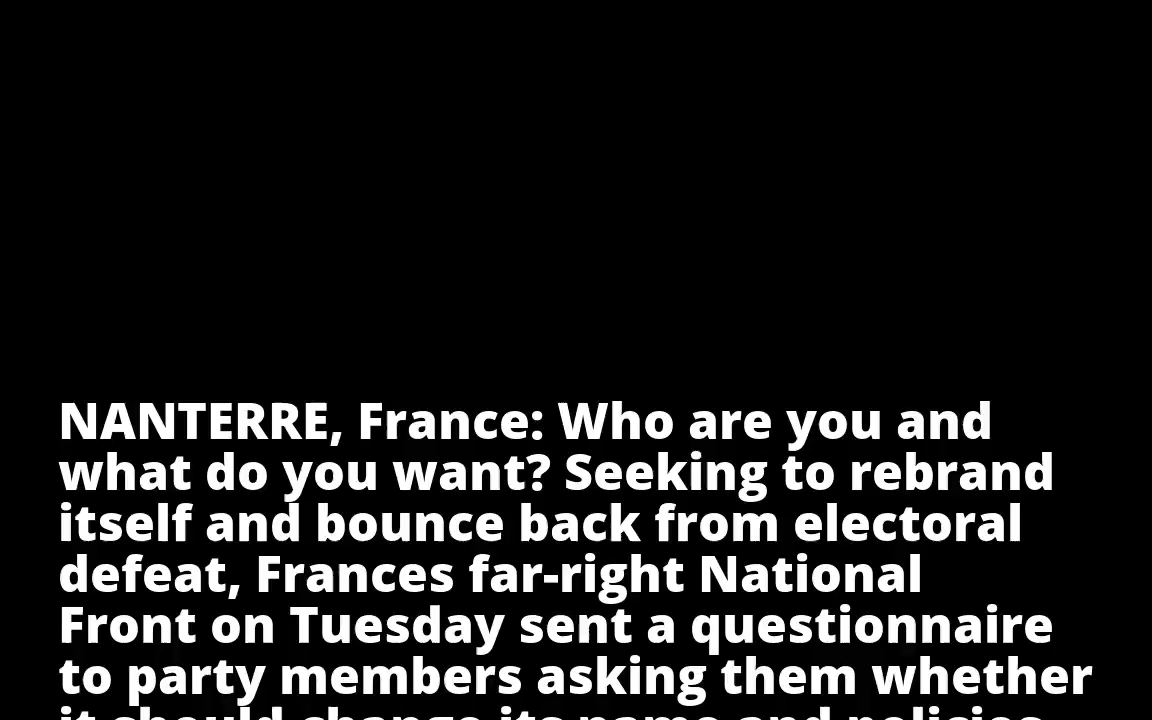 NANTERRE, France: Who are you and
what do you want? Seeking to rebrand
itself and bounce back from electoral
defeat, Frances far-right National
Front on Tuesday sent a questionnaire
to party members asking them whether
it should change its name and policies